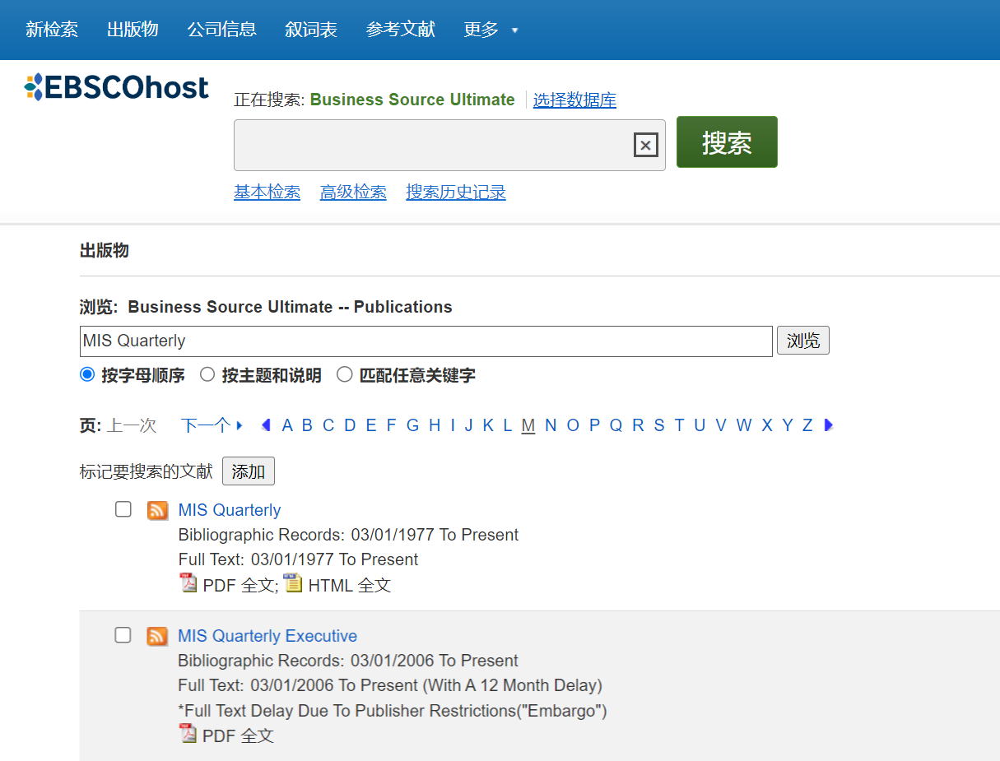 新检索 出版物 公司信息 叙词表 参考文献 更多
EBSCOhost
正在搜索: Business Source Ultimate 选择数据库
搜索
基本检索 高级检索 搜索历史记录
出版物
浏览: Business Source Ultimate -- Publications
MIS Quarterly 浏览
按字母顺序 按主题和说明 匹配任意关键字
页: 上一次 下一个 A B C D E F G H I J K L M N O P Q R S T U V W X Y Z
标记要搜索的文献 添加
MIS Quarterly
Bibliographic Records: 03/01/1977 To Present
Full Text: 03/01/1977 To Present
PDF 全文; HTML 全文
MIS Quarterly Executive
Bibliographic Records: 03/01/2006 To Present
Full Text: 03/01/2006 To Present (With A 12 Month Delay)
*Full Text Delay Due To Publisher Restrictions("Embargo")
PDF 全文